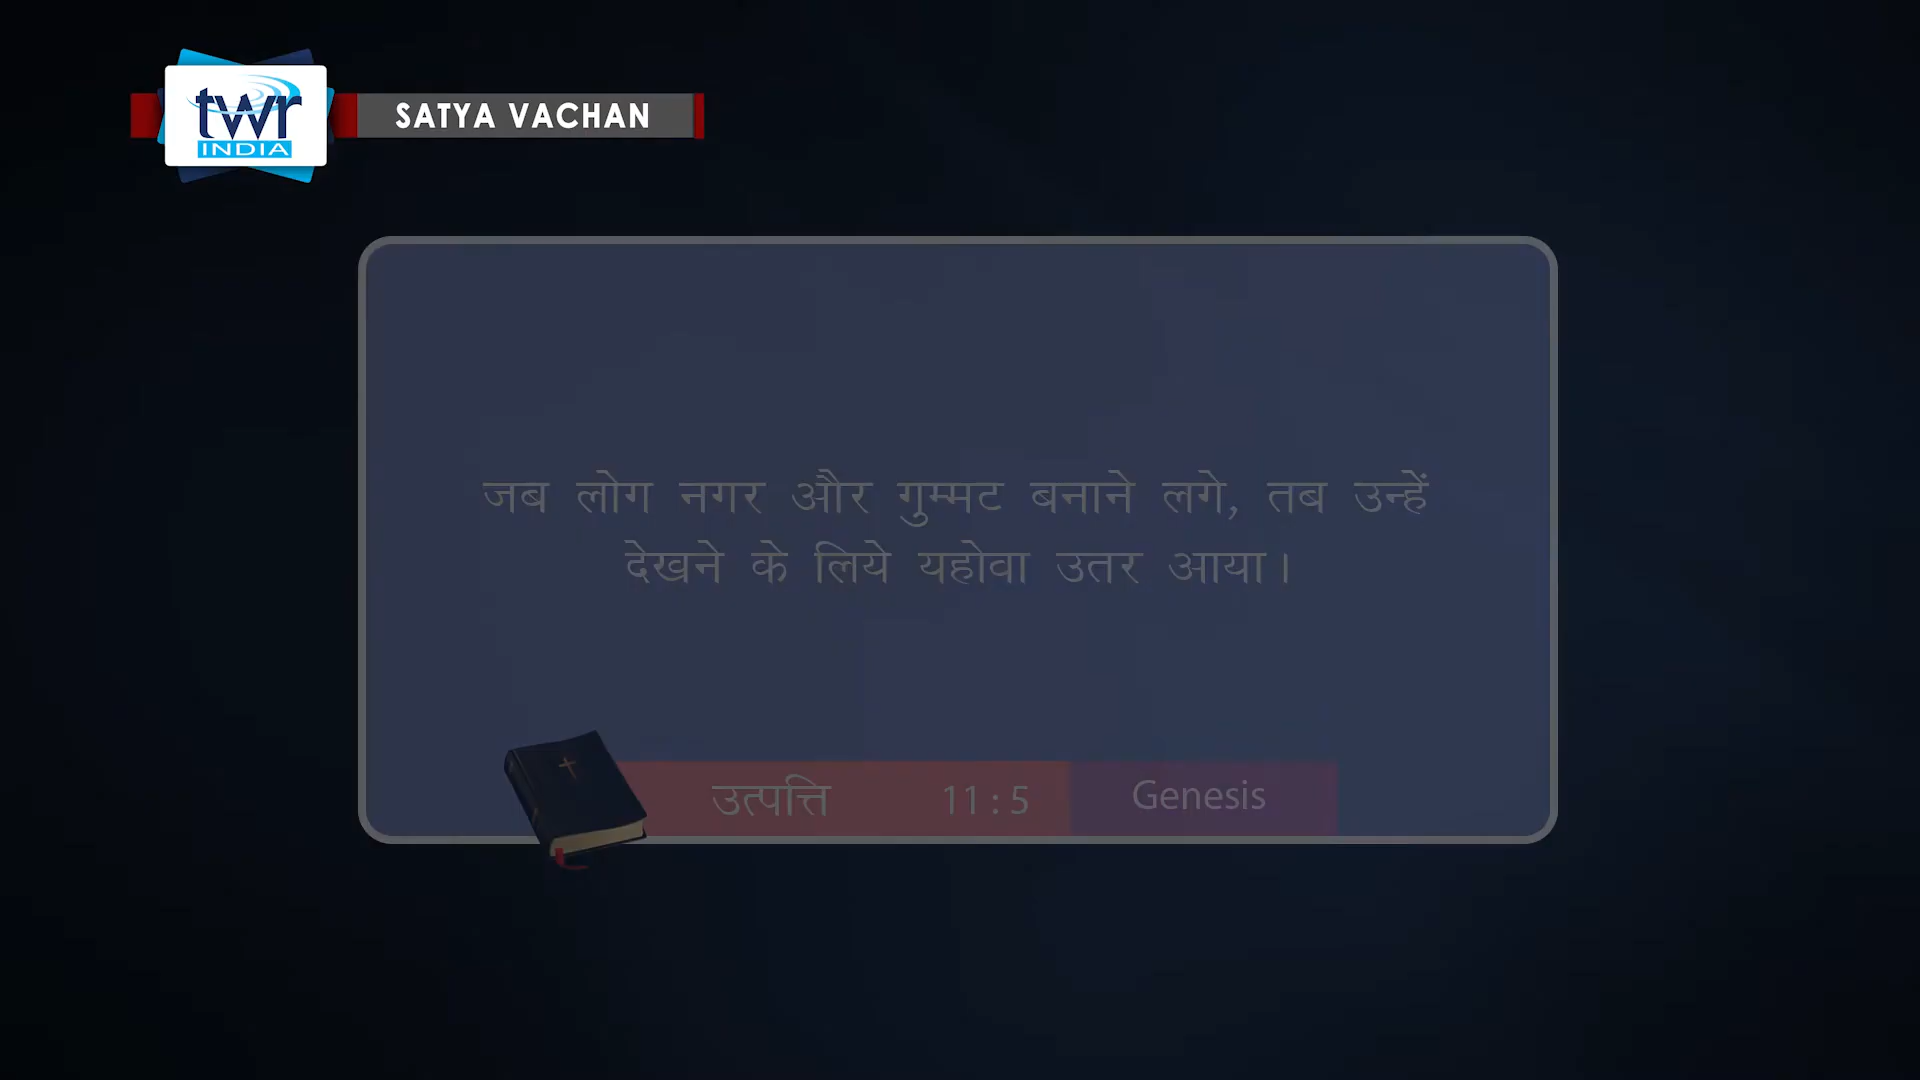 twr
INDIA
SATYA VACHAN
जब लोग नगर और गुम्मट बनाने लगे, तब उन्हें
देखने के लिये यहोवा उतर आया।
उत्पत्ति 11 : 5 Genesis